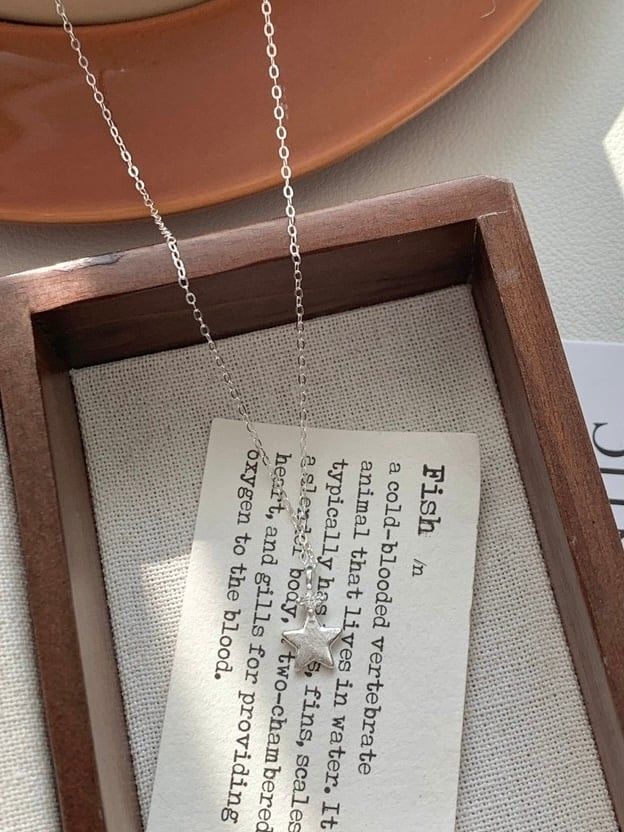 Fish /n
a cold-blooded vertebrate
animal that lives in water. It
typically has fins, scales
a body, two-chambered
heart, and gills for providing
oxygen to the blood.